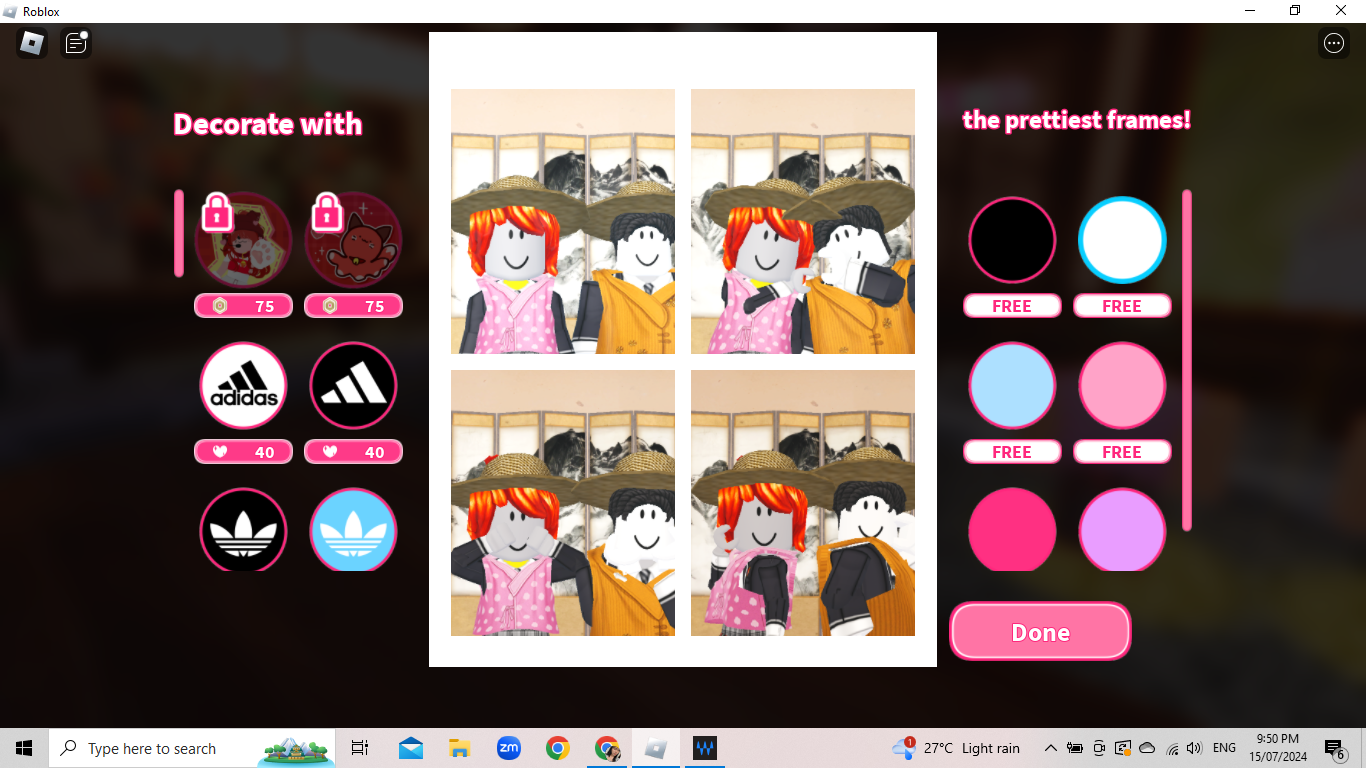 Roblox
Decorate with
the prettiest frames!
75
75
adidas
40
40
FREE
FREE
FREE
FREE
Done
Type here to search
zm
1
27°C Light rain
ENG
9:50 PM
15/07/2024
6